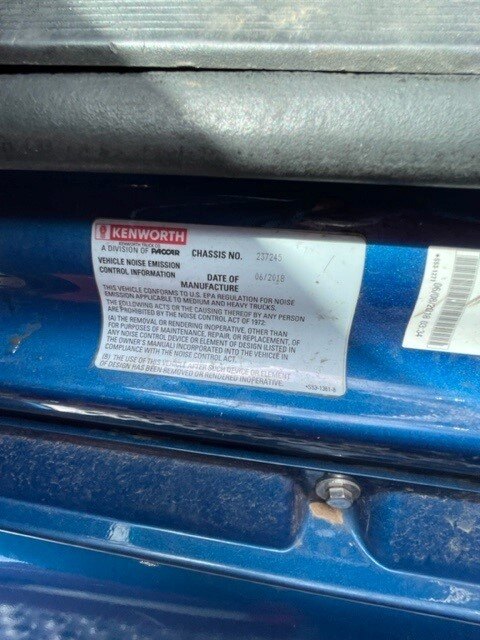 KENWORTH
KENWORTH TRUCK CO.
A DIVISION OF PACCAR
CHASSIS NO. 237245
VEHICLE NOISE EMISSION
CONTROL INFORMATION
DATE OF 06/2018
MANUFACTURE
THIS VEHICLE CONFORMS TO U.S. EPA REGULATION FOR NOISE
EMISSION APPLICABLE TO MEDIUM AND HEAVY TRUCKS.
THE FOLLOWING ACTS OR THE CAUSING THEREOF BY ANY PERSON
ARE PROHIBITED BY THE NOISE CONTROL ACT OF 1972:
(A) THE REMOVAL OR RENDERING INOPERATIVE, OTHER THAN
FOR PURPOSES OF MAINTENANCE, REPAIR, OR REPLACEMENT, OF
ANY NOISE CONTROL DEVICE OR ELEMENT OF DESIGN (LISTED IN
THE OWNER'S MANUAL) INCORPORATED INTO THE VEHICLE IN
COMPLIANCE WITH THE NOISE CONTROL ACT;
(B) THE USE OF THIS VEHICLE AFTER SUCH DEVICE OR ELEMENT
OF DESIGN HAS BEEN REMOVED OR RENDERED INOPERATIVE.